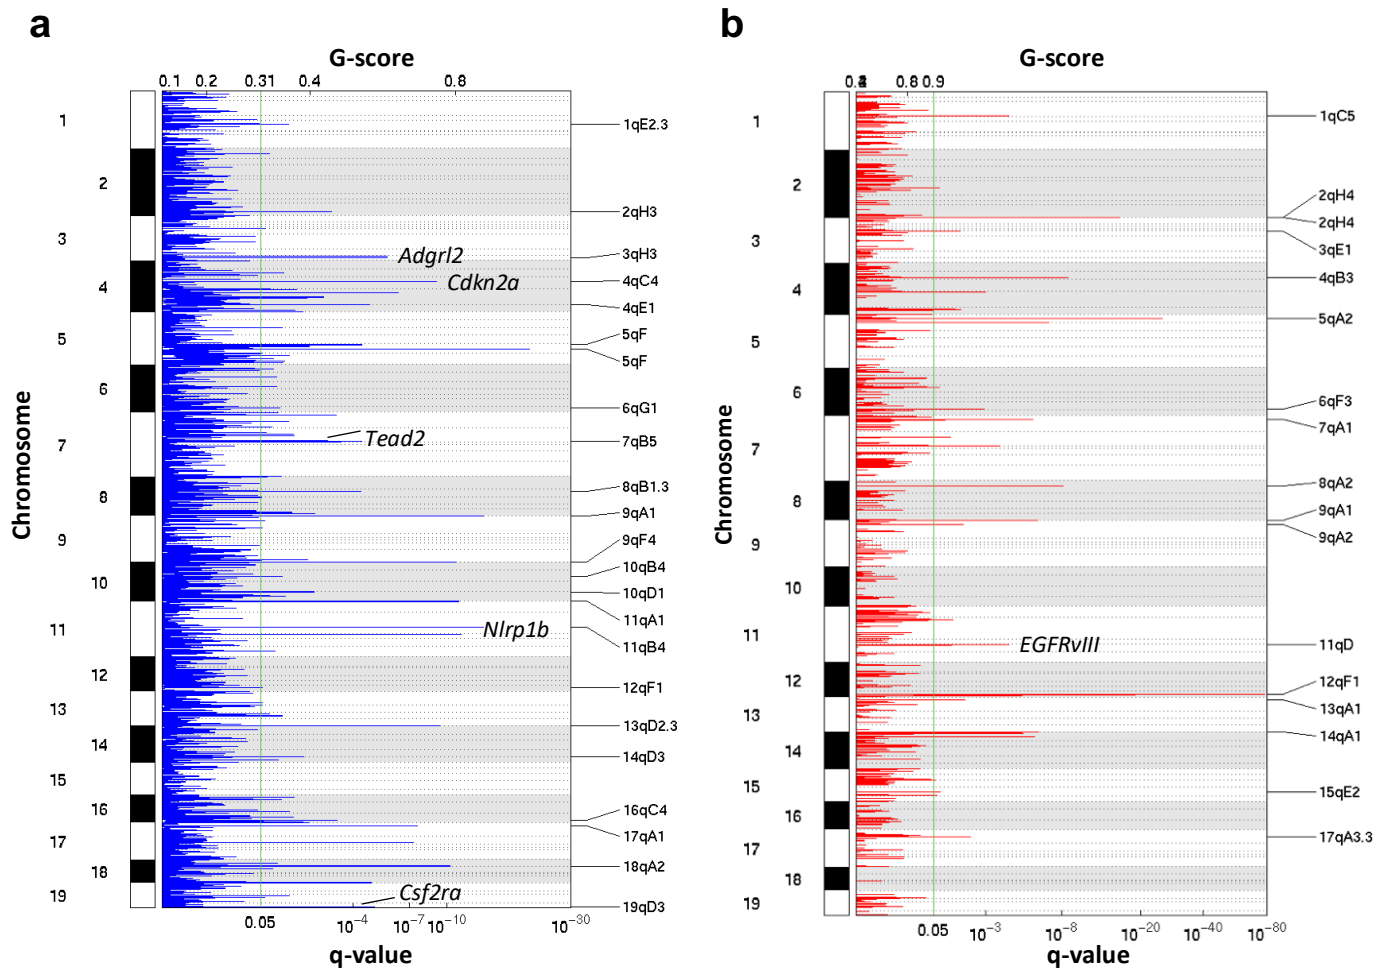 a
G-score
0.1 0.2 0.31 0.4 0.8
Chromosome
1
2
3
4
5
6
7
8
9
10
11
12
13
14
15
16
17
18
19
1qE2.3
2qH3
3qH3
Adgrl2
4qC4
Cdkn2a
4qE1
5qF
5qF
6qG1
Tead2
7qB5
8qB1.3
9qA1
9qF4
10qB4
10qD1
11qA1
Nlrp1b
11qB4
12qF1
13qD2.3
14qD3
16qC4
17qA1
18qA2
Csf2ra
19qD3
0.05 10⁻⁴ 10⁻⁷ 10⁻¹⁰ 10⁻³⁰
q-value
b
G-score
0.8 0.9
Chromosome
1
2
3
4
5
6
7
8
9
10
11
12
13
14
15
16
17
18
19
1qC5
2qH4
2qH4
3qE1
4qB3
5qA2
6qF3
7qA1
8qA2
9qA1
9qA2
EGFRvIII
11qD
12qF1
13qA1
14qA1
15qE2
17qA3.3
0.05 10⁻³ 10⁻⁸ 10⁻²⁰ 10⁻⁴⁰ 10⁻⁸⁰
q-value